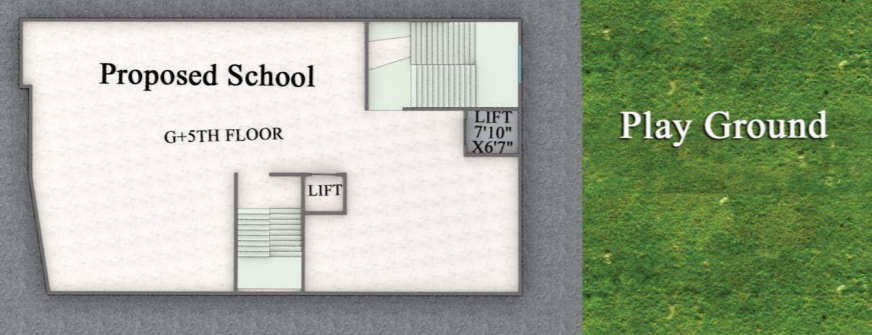 Proposed School
G+5TH FLOOR
LIFT
7'10"
X6'7"
LIFT
Play Ground